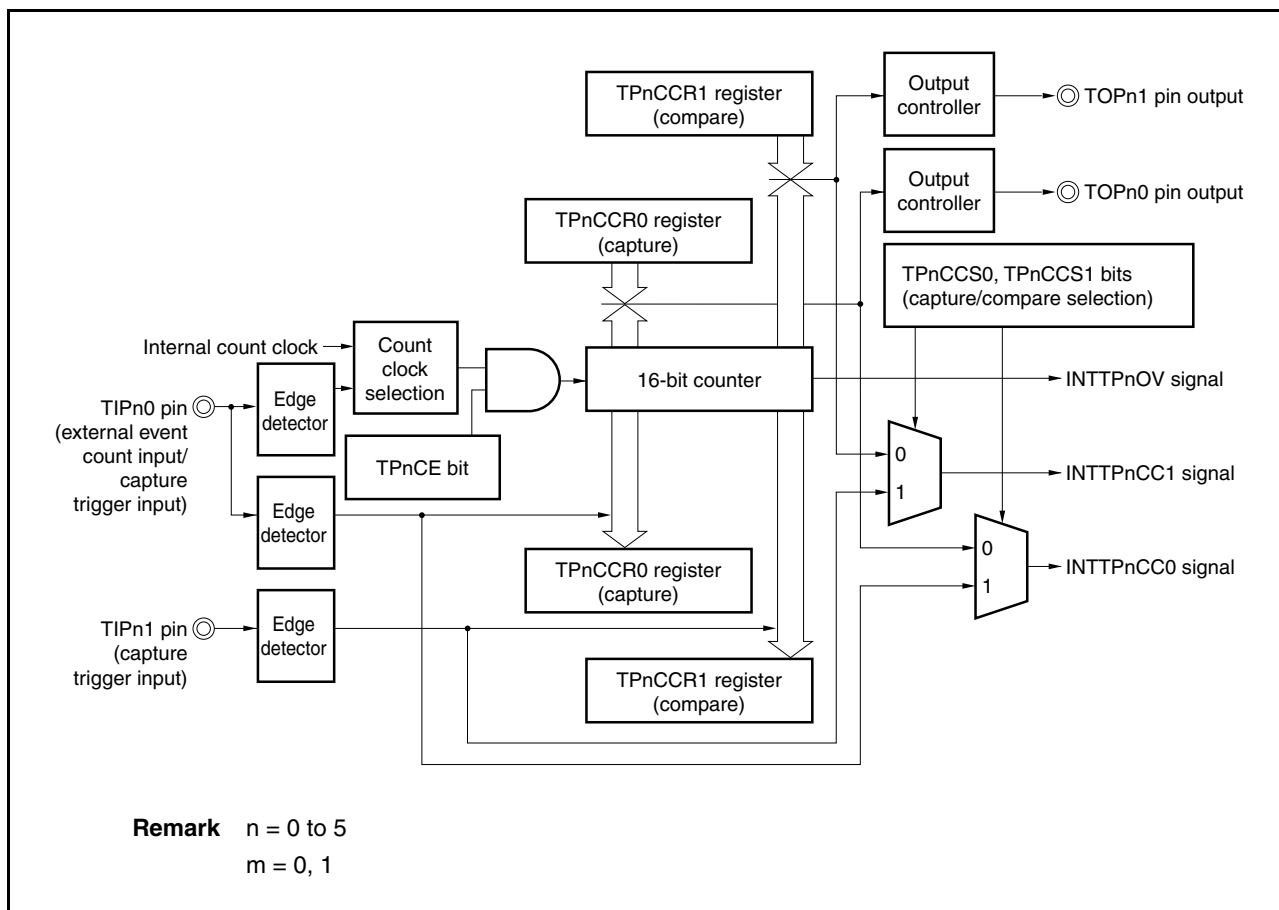 TPnCCR1 register
(compare)
Output
controller
TOPn1 pin output
Output
controller
TOPn0 pin output
TPnCCR0 register
(capture)
TPnCCS0, TPnCCS1 bits
(capture/compare selection)
Internal count clock
Count
clock
selection
16-bit counter
INTTPnOV signal
TIPn0 pin
(external event
count input/
capture
trigger input)
Edge
detector
TPnCE bit
0
1
INTTPnCC1 signal
Edge
detector
TPnCCR0 register
(capture)
0
1
INTTPnCC0 signal
TIPn1 pin
(capture
trigger input)
Edge
detector
TPnCCR1 register
(compare)
Remark n = 0 to 5
m = 0, 1